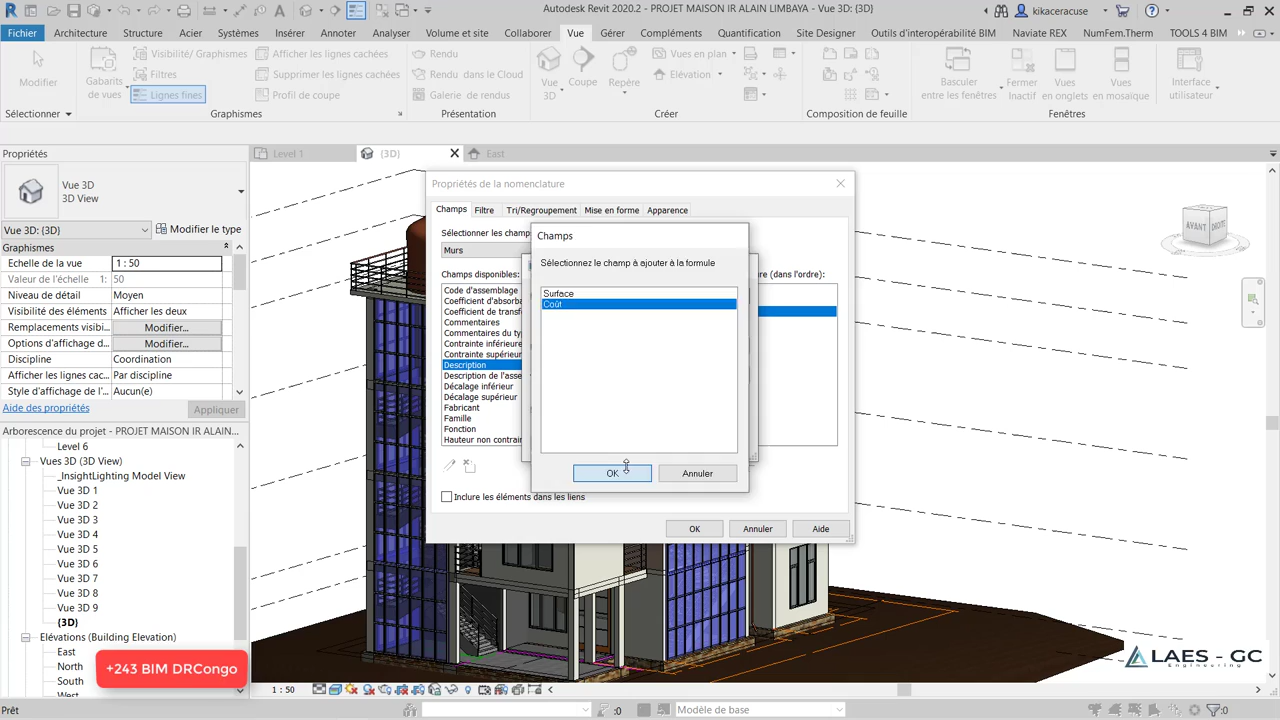 Autodesk Revit 2020.2 - PROJET MAISON IR ALAIN LIMBAYA - Vue 3D: {3D}
kikaceracuse
Fichier Architecture Structure Acier Systèmes Insérer Annoter Analyser Volume et site Collaborer Vue Gérer Compléments Quantification Site Designer Outils d'interopérabilité BIM Naviate REX NumFem.Therm TOOLS 4 BIM
Modifier
Gabarits de vues
Visibilité/ Graphismes
Filtres
Lignes fines
Afficher les lignes cachées
Supprimer les lignes cachées
Profil de coupe
Rendu
Rendu dans le Cloud
Galerie de rendus
Vue 3D
Coupe
Repère
Vues en plan
Elévation
Basculer entre les fenêtres
Fermer Inactif
Vues en onglets
Vues en mosaïque
Interface utilisateur
Sélectionner
Graphismes
Présentation
Créer
Composition de feuille
Fenêtres
Propriétés
Level 1
{3D}
East
Vue 3D
3D View
Vue 3D: {3D}
Modifier le type
Graphismes
Echelle de la vue 1 : 50
Valeur de l'échelle 1: 50
Niveau de détail Moyen
Visibilité des éléments Afficher les deux
Remplacements visibi... Modifier...
Options d'affichage d... Modifier...
Discipline Coordination
Afficher les lignes cac... Par discipline
Style d'affichage de l'... Aucun(e)
Aide des propriétés
Appliquer
Arborescence du projet - PROJET MAISON IR ALAIN...
Level 6
Vues 3D (3D View)
_InsightLighting Model View
Vue 3D 1
Vue 3D 2
Vue 3D 4
Vue 3D 5
Vue 3D 6
Vue 3D 7
Vue 3D 8
Vue 3D 9
{3D}
Elévations (Building Elevation)
East
North
South
West
+243 BIM DRCongo
Propriétés de la nomenclature
Champs Filtre Tri/Regroupement Mise en forme Apparence
Sélectionner les champ
Murs
Champs disponibles:
ure (dans l'ordre):
Code d'assemblage
Coefficient d'absorba
Coefficient de transfe
Commentaires
Commentaires du typ
Contrainte inférieure
Contrainte supérieur
Description
Description de l'asse
Décalage inférieur
Décalage supérieur
Fabricant
Famille
Fonction
Hauteur non contrain
Inclure les éléments dans les liens
OK Annuler Aide
Champs
Sélectionnez le champ à ajouter à la formule
Surface
Coût
OK Annuler
AVANT
DROITE
LAES - GC
Engineering
1 : 50
Prêt
:0
Modèle de base
:0